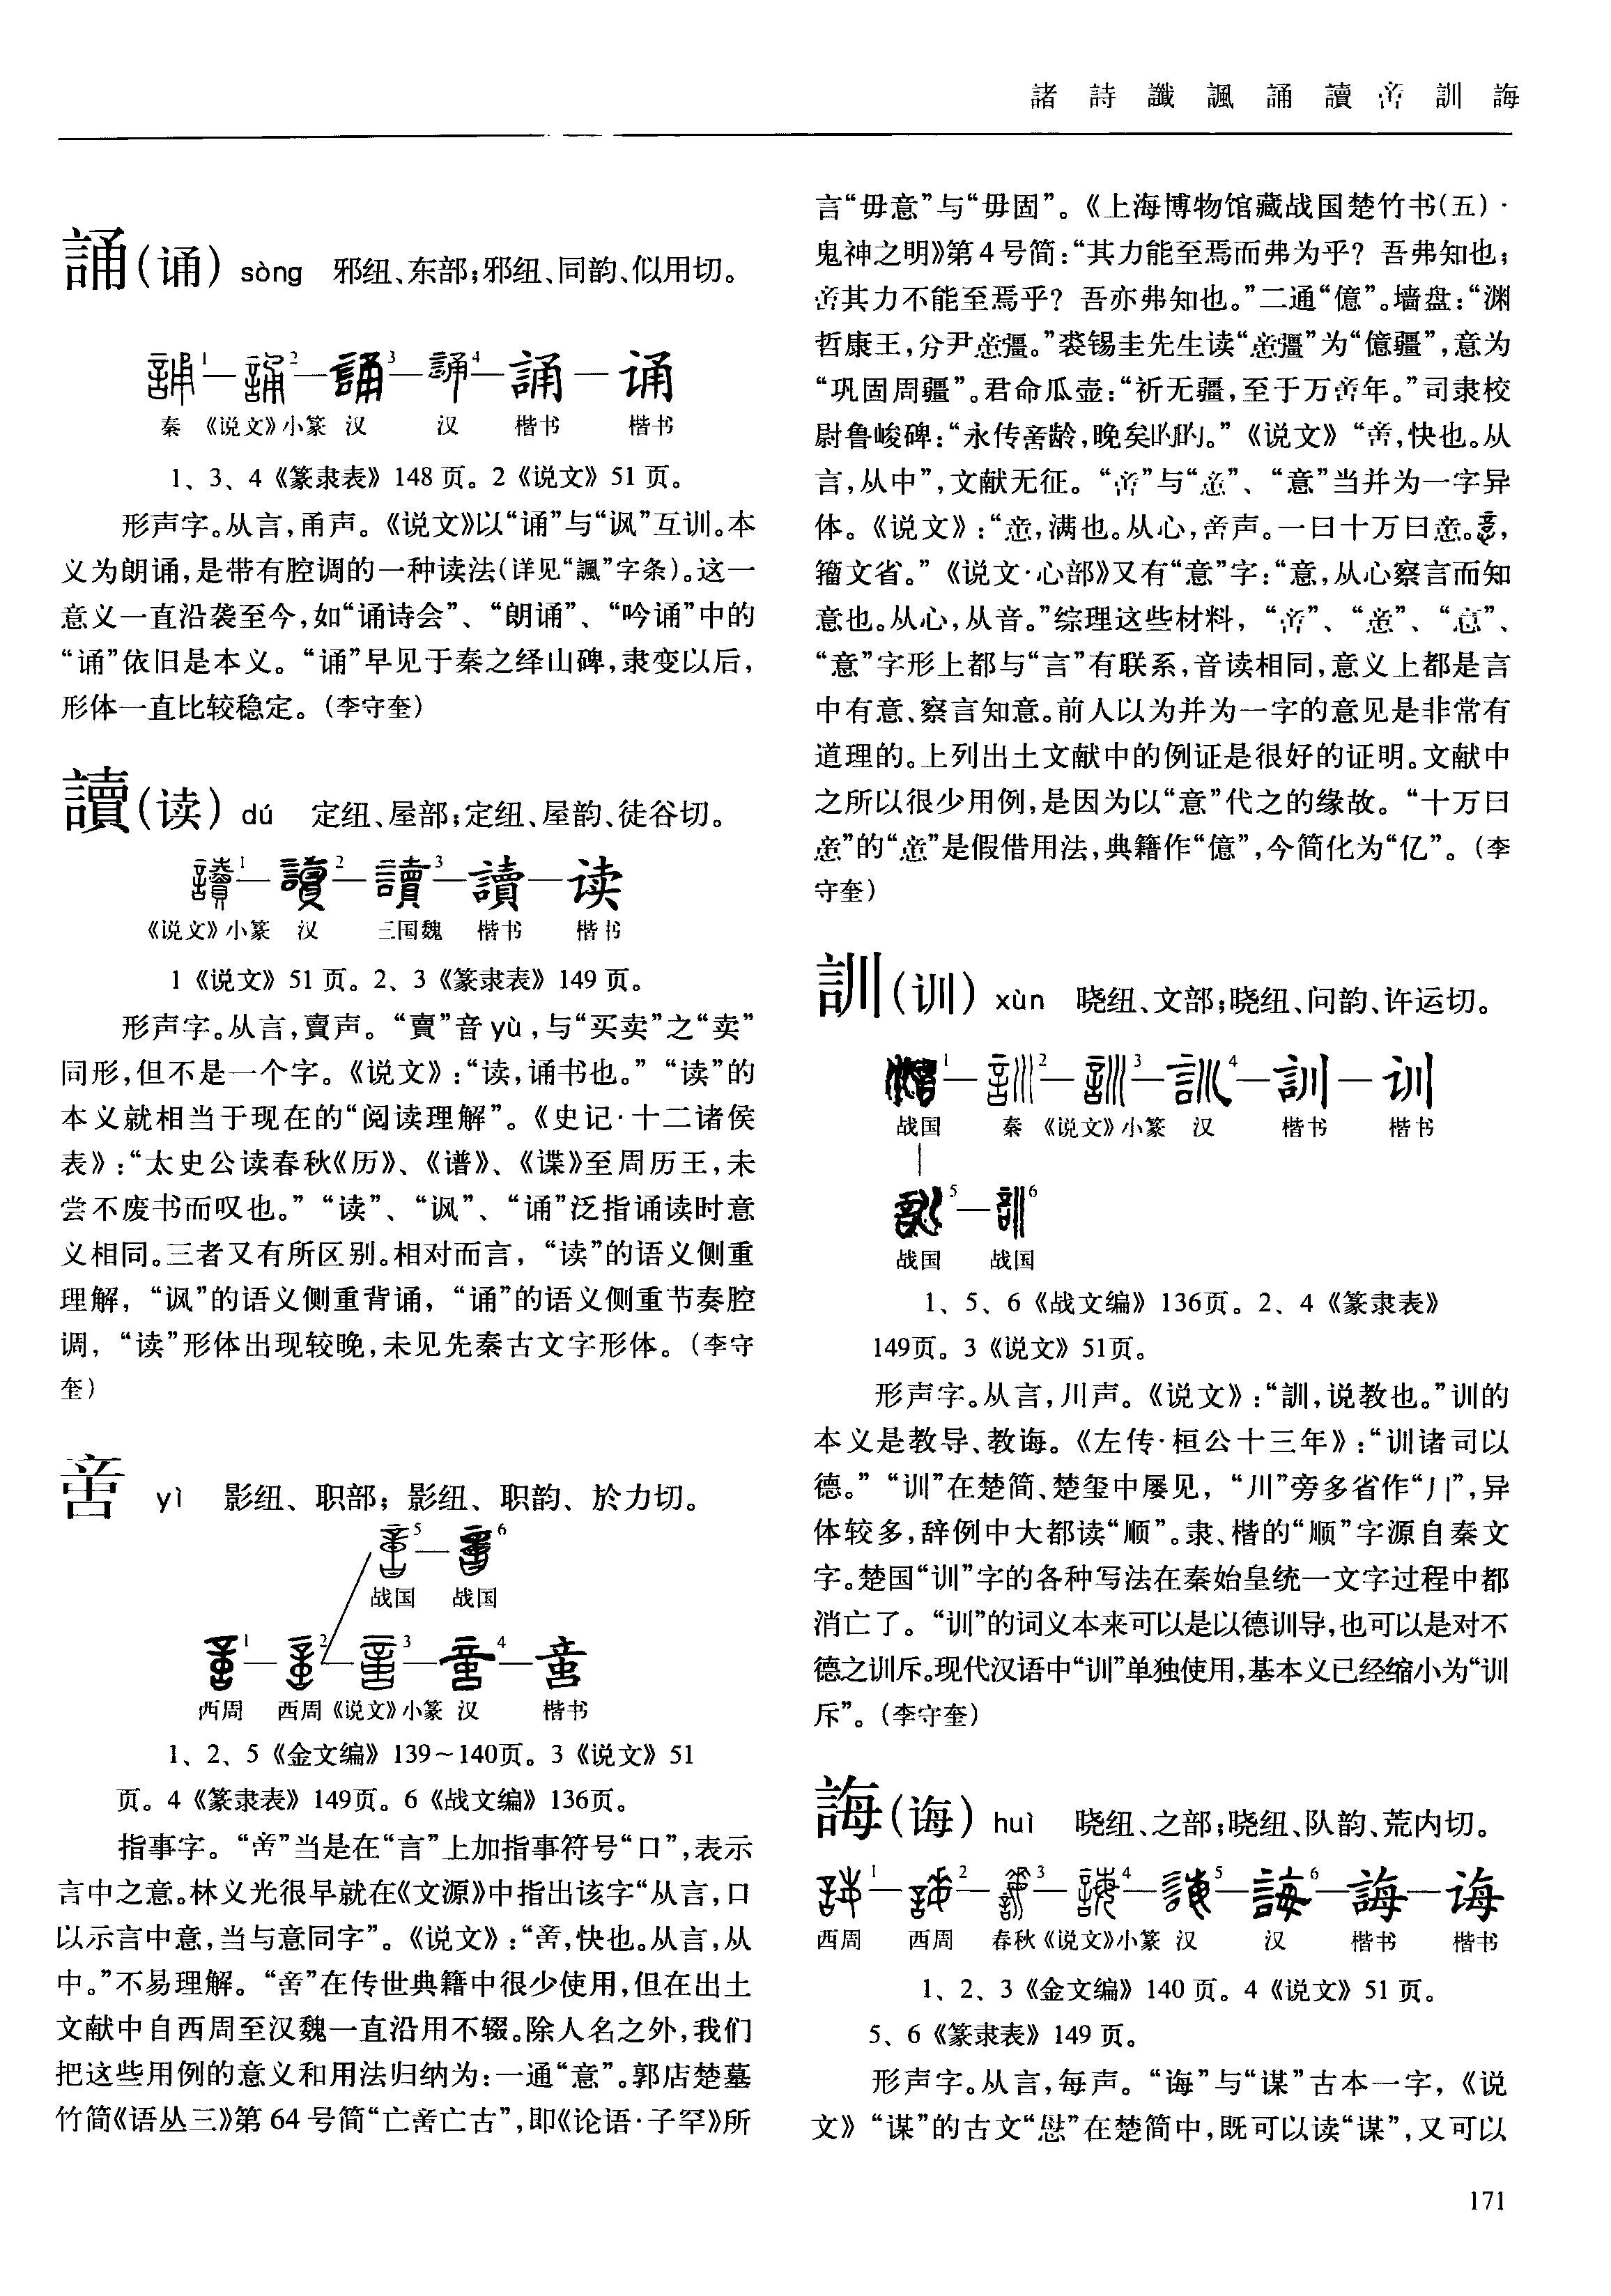 諸 詩 讖 諷 誦 讀 啻 訓 誨
誦(诵) sòng 邪纽、东部;邪纽、同韵、似用切。
1 — 2 — 3 — 4 — 誦 — 诵
秦 《说文》小篆 汉 汉 楷书 楷书
1、3、4《篆隶表》148页。2《说文》51页。
形声字。从言,甬声。《说文》以“诵”与“讽”互训。本
义为朗诵,是带有腔调的一种读法(详见“諷”字条)。这一
意义一直沿袭至今,如“诵诗会”、“朗诵”、“吟诵”中的
“诵”依旧是本义。“诵”早见于秦之绎山碑,隶变以后,
形体一直比较稳定。(李守奎)
讀(读) dú 定纽、屋部;定纽、屋韵、徒谷切。
1 — 2 — 3 — 讀 — 读
《说文》小篆 汉 三国魏 楷书 楷书
1《说文》51页。2、3《篆隶表》149页。
形声字。从言,賣声。“賣”音yù,与“买卖”之“卖”
同形,但不是一个字。《说文》:“读,诵书也。”“读”的
本义就相当于现在的“阅读理解”。《史记·十二诸侯
表》:“太史公读春秋《历》、《谱》、《谍》至周历王,未
尝不废书而叹也。”“读”、“讽”、“诵”泛指诵读时意
义相同。三者又有所区别。相对而言,“读”的语义侧重
理解,“讽”的语义侧重背诵,“诵”的语义侧重节奏腔
调,“读”形体出现较晚,未见先秦古文字形体。(李守
奎)
𠶷 yì 影纽、职部;影纽、职韵、於力切。
5 — 6
战国 战国
1 — 2 — 3 — 4 — 𠶷
西周 西周 《说文》小篆 汉 楷书
1、2、5《金文编》139~140页。3《说文》51
页。4《篆隶表》149页。6《战文编》136页。
指事字。“𠶷”当是在“言”上加指事符号“口”,表示
言中之意。林义光很早就在《文源》中指出该字“从言,口
以示言中意,当与意同字”。《说文》:“𠶷,快也。从言,从
中。”不易理解。“𠶷”在传世典籍中很少使用,但在出土
文献中自西周至汉魏一直沿用不辍。除人名之外,我们
把这些用例的意义和用法归纳为:一通“意”。郭店楚墓
竹简《语丛三》第64号简“亡𠶷亡古”,即《论语·子罕》所
言“毋意”与“毋固”。《上海博物馆藏战国楚竹书(五)·
鬼神之明》第4号简:“其力能至焉而弗为乎?吾弗知也;
𠶷其力不能至焉乎?吾亦弗知也。”二通“億”。墙盘:“渊
哲康王,分尹𢡃彊。”裘锡圭先生读“𢡃彊”为“億疆”,意为
“巩固周疆”。君命瓜壶:“祈无疆,至于万𠶷年。”司隶校
尉鲁峻碑:“永传𠶷龄,晚矣旳旳。”《说文》“𠶷,快也。从
言,从中”,文献无征。“𠶷”与“𢡃”、“意”当并为一字异
体。《说文》:“𢡃,满也。从心,𠶷声。一曰十万曰𢡃。,
籀文省。”《说文·心部》又有“意”字:“意,从心察言而知
意也。从心,从音。”综理这些材料,“𠶷”、“𢡃”、“”、
“意”字形上都与“言”有联系,音读相同,意义上都是言
中有意、察言知意。前人以为并为一字的意见是非常有
道理的。上列出土文献中的例证是很好的证明。文献中
之所以很少用例,是因为以“意”代之的缘故。“十万曰
𢡃”的“𢡃”是假借用法,典籍作“億”,今简化为“亿”。(李
守奎)
訓(训) xùn 晓纽、文部;晓纽、问韵、许运切。
1 — 2 — 3 — 4 — 訓 — 训
战国 秦 《说文》小篆 汉 楷书 楷书
5 — 6
战国 战国
1、5、6《战文编》136页。2、4《篆隶表》
149页。3《说文》51页。
形声字。从言,川声。《说文》:“訓,说教也。”训的
本义是教导、教诲。《左传·桓公十三年》:“训诸司以
德。”“训”在楚简、楚玺中屡见,“川”旁多省作“”,异
体较多,辞例中大都读“顺”。隶、楷的“顺”字源自秦文
字。楚国“训”字的各种写法在秦始皇统一文字过程中都
消亡了。“训”的词义本来可以是以德训导,也可以是对不
德之训斥。现代汉语中“训”单独使用,基本义已经缩小为“训
斥”。(李守奎)
誨(诲) huì 晓纽、之部;晓纽、队韵、荒内切。
1 — 2 — 3 — 4 — 5 — 6 — 誨 — 诲
西周 西周 春秋 《说文》小篆 汉 汉 楷书 楷书
1、2、3《金文编》140页。4《说文》51页。
5、6《篆隶表》149页。
形声字。从言,每声。“诲”与“谋”古本一字,《说
文》“谋”的古文“𢘓”在楚简中,既可以读“谋”,又可以
171